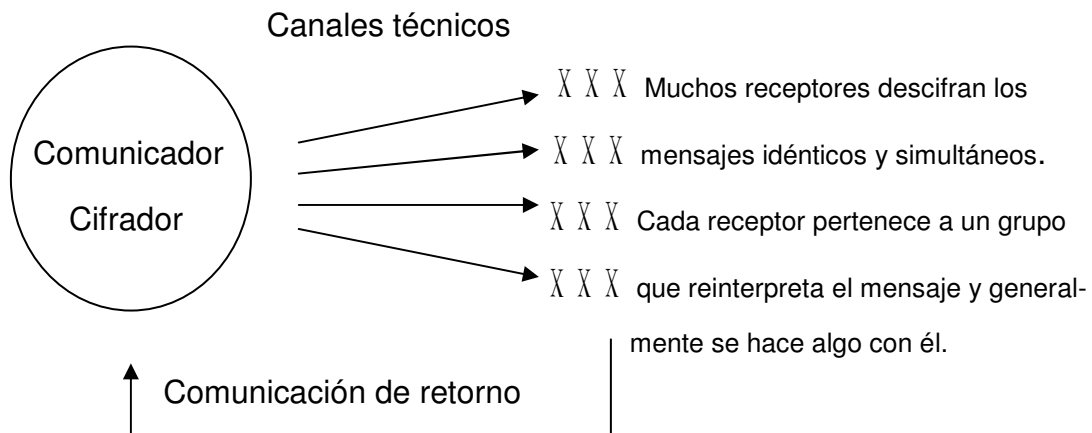 Canales técnicos
Comunicador
Cifrador
X X X Muchos receptores descifran los
X X X mensajes idénticos y simultáneos.
X X X Cada receptor pertenece a un grupo
X X X que reinterpreta el mensaje y general-
mente se hace algo con él.
Comunicación de retorno